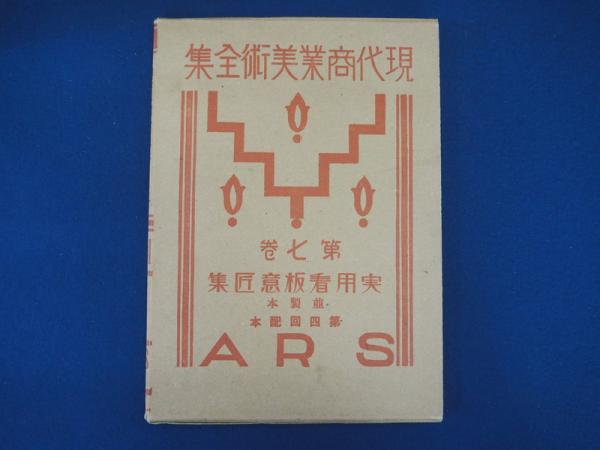 現代商業美術全集
第七巻
実用看板意匠集
並製本
第四回配本
ARS